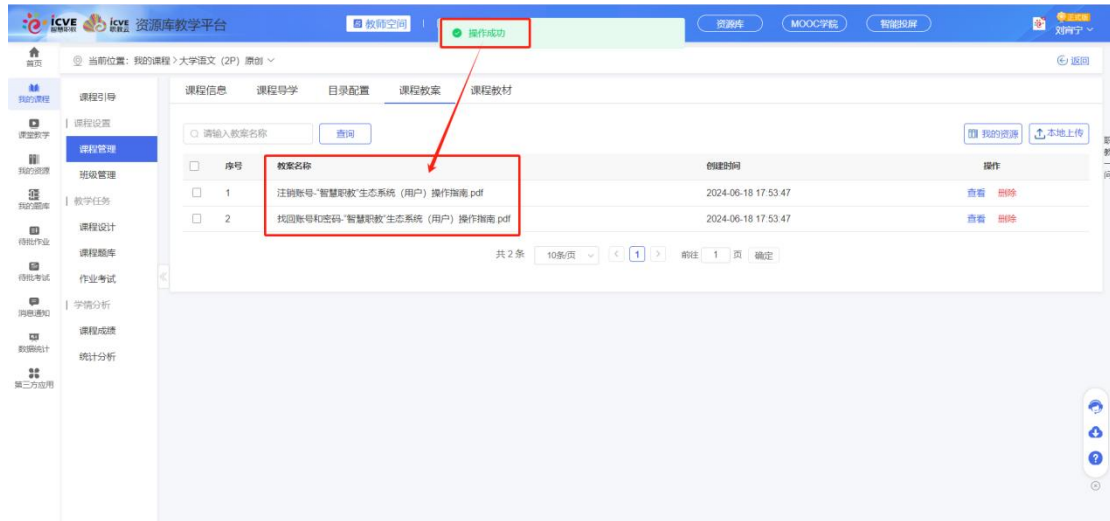 icve 智慧职教 icve 职教云 资源库教学平台
教师空间
操作成功
资源库
MOOC学院
智能投屏
正式版
刘肖宁
首页
当前位置：我的课程 > 大学语文（2P） 原创
返回
我的课程
课堂教学
我的资源
我的题库
待批作业
待批考试
消息通知
数据统计
第三方应用
课程引导
课程设置
课程管理
班级管理
教学任务
课程设计
课程题库
作业考试
学情分析
课程成绩
统计分析
课程信息 课程导学 目录配置 课程教案 课程教材
请输入教案名称 查询 我的资源 本地上传
序号 教案名称 创建时间 操作
1 注销账号-“智慧职教”生态系统（用户）操作指南.pdf 2024-06-18 17:53:47 查看 删除
2 找回账号和密码-“智慧职教”生态系统（用户）操作指南.pdf 2024-06-18 17:53:47 查看 删除
共 2 条 10条/页 < 1 > 前往 1 页 确定